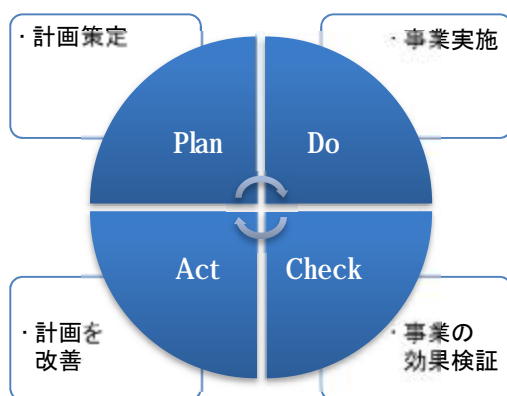 ・計画策定
・事業実施
Plan
Do
Act
Check
・計画を
改善
・事業の
効果検証